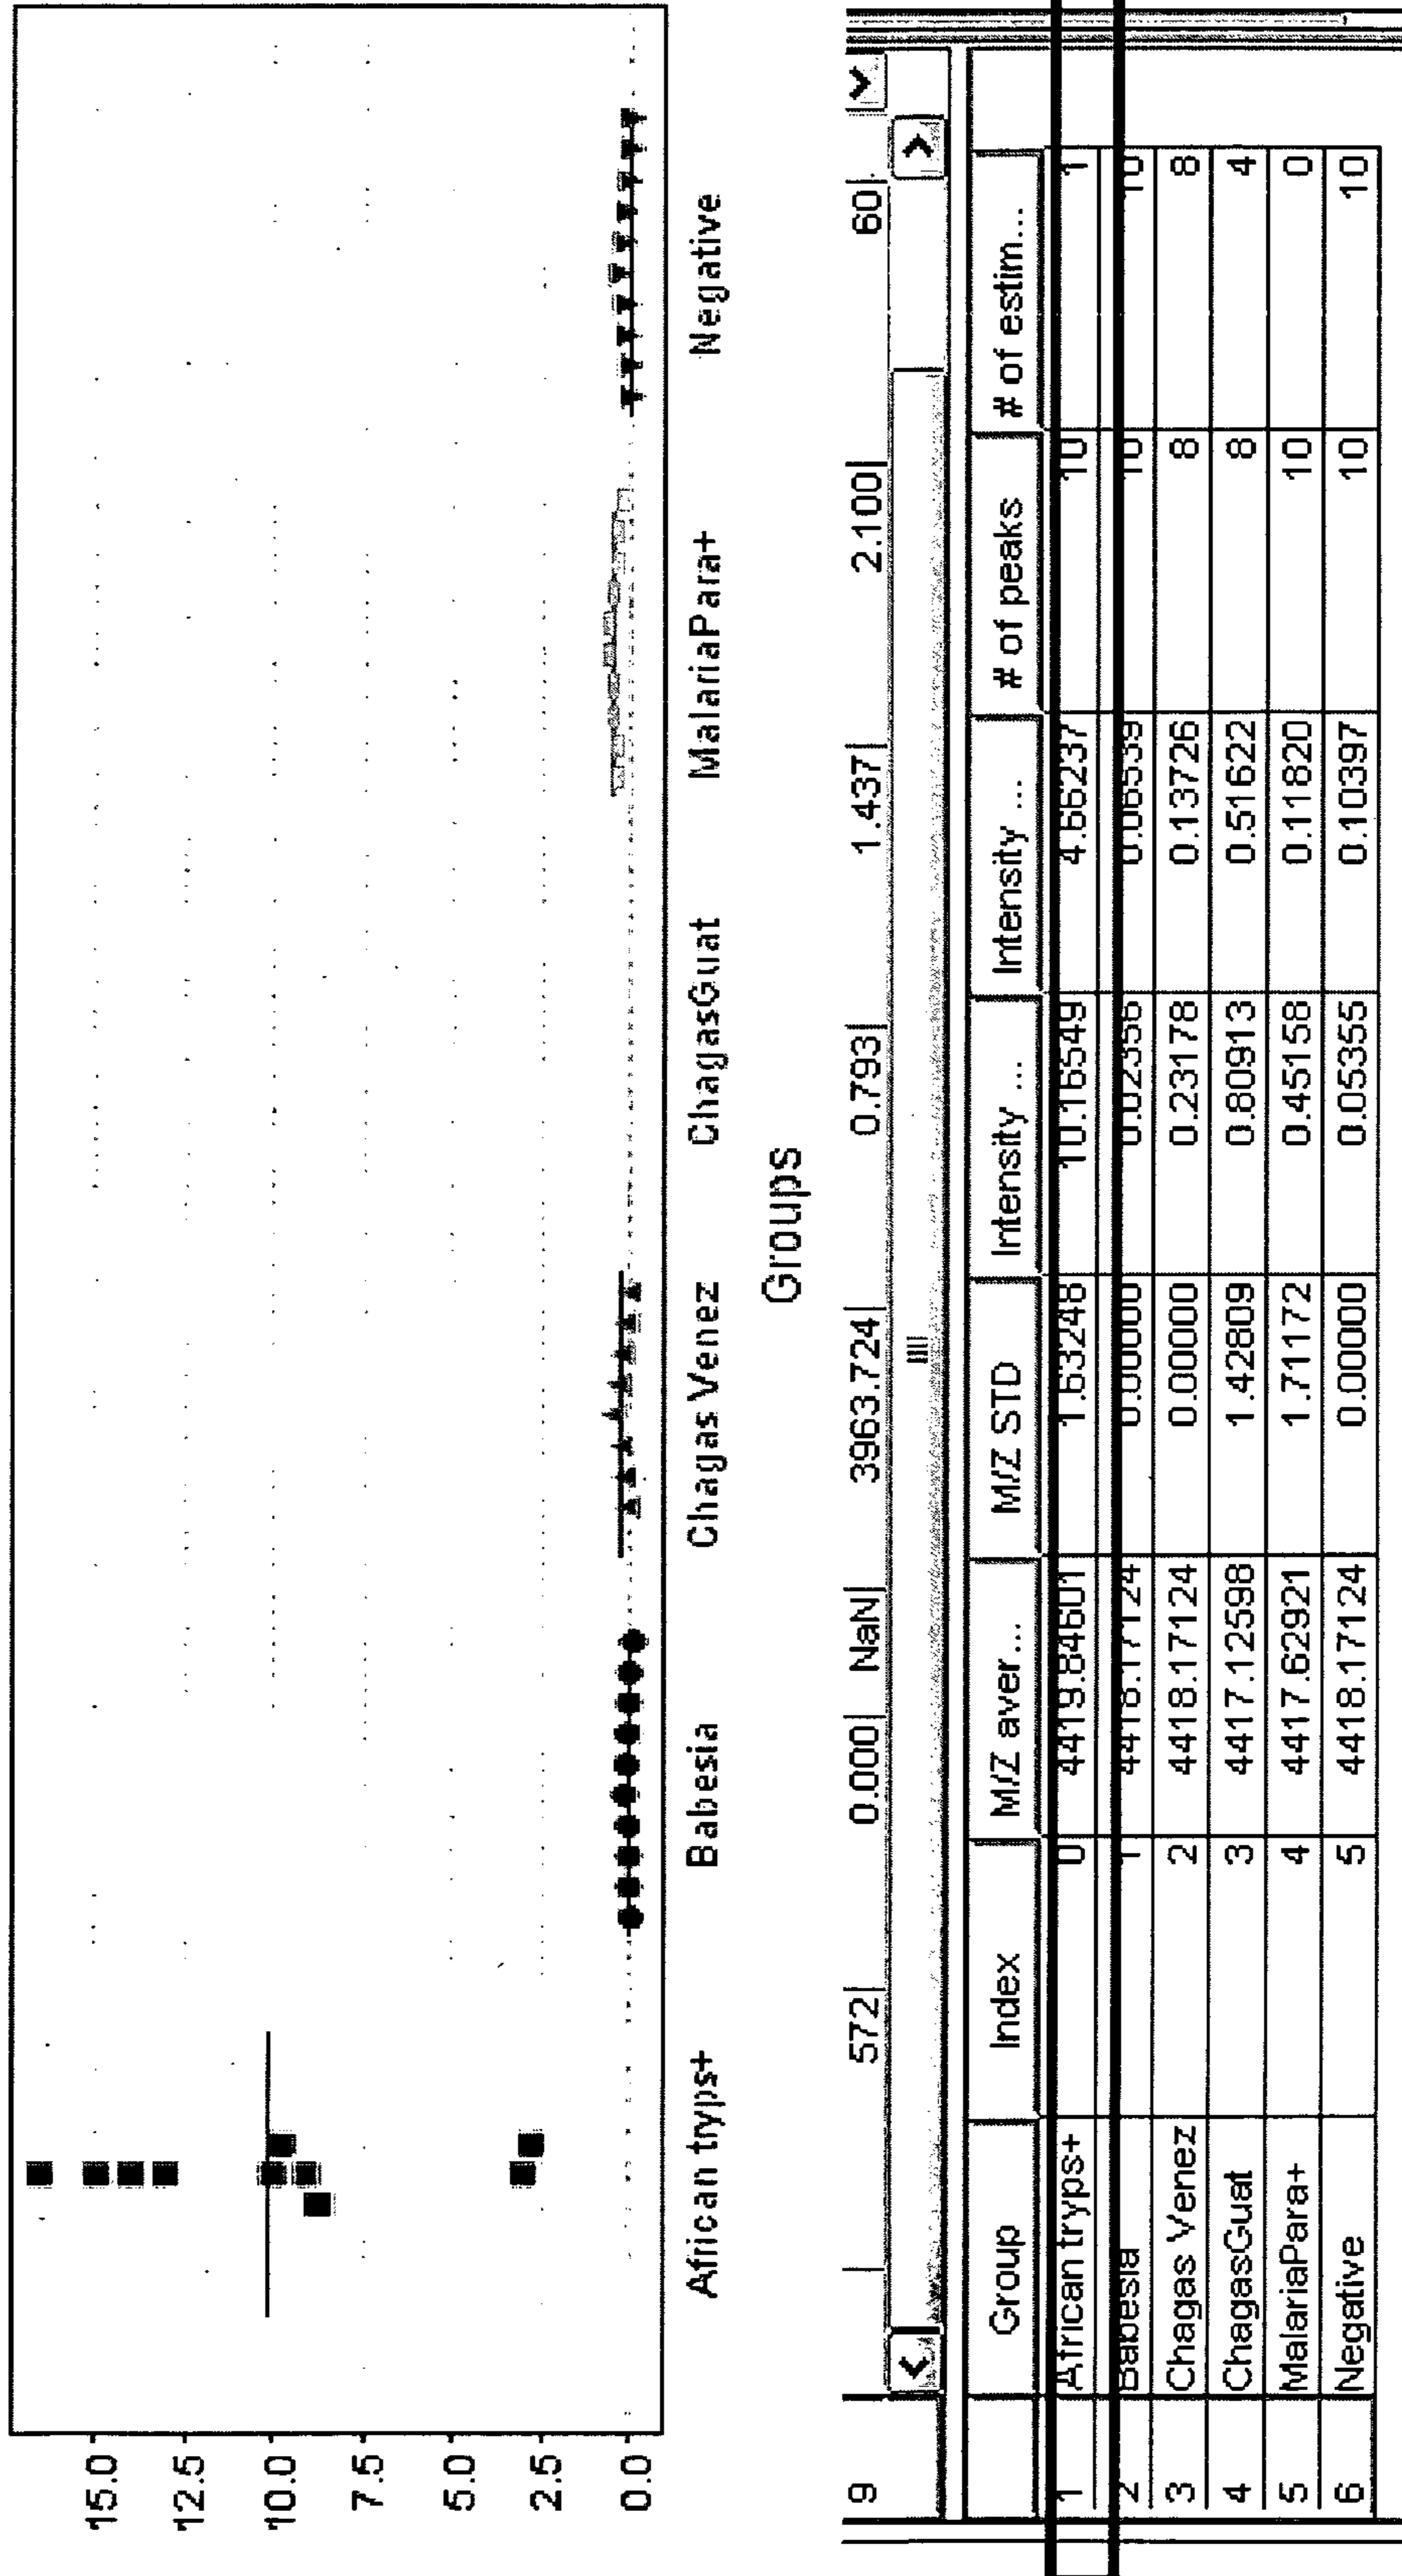 15.0
12.5
10.0
7.5
5.0
2.5
0.0
African tryps+ Babesia Chagas Venez ChagasGuat MalariaPara+ Negative
Groups
9 572 0.000 NaN 3963.724 0.793 1.437 2.100 60
Group Index M/Z aver... M/Z STD Intensity ... Intensity ... # of peaks # of estim...
1 African tryps+ 0 4419.84601 1.63248 10.16549 4.66237 10 1
2 Babesia 1 4418.17124 0.00000 0.02356 0.06539 10 10
3 Chagas Venez 2 4418.17124 0.00000 0.23178 0.13726 8 8
4 ChagasGuat 3 4417.12598 1.42809 0.80913 0.51622 8 4
5 MalariaPara+ 4 4417.62921 1.71172 0.45158 0.11820 10 0
6 Negative 5 4418.17124 0.00000 0.05355 0.10397 10 10